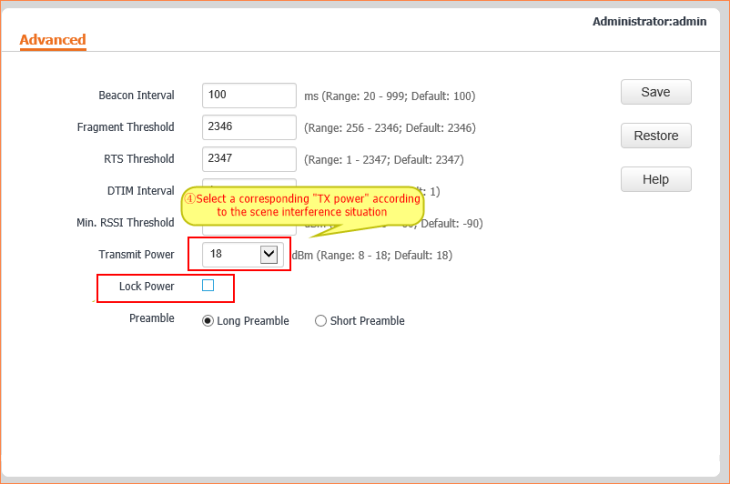 Administrator:admin
Advanced
Beacon Interval 100 ms (Range: 20 - 999; Default: 100)
Save
Fragment Threshold 2346 (Range: 256 - 2346; Default: 2346)
Restore
RTS Threshold 2347 (Range: 1 - 2347; Default: 2347)
Help
DTIM Interval 1)
④Select a corresponding "TX power" according
to the scene interference situation
Min. RSSI Threshold Default: -90)
Transmit Power 18 dBm (Range: 8 - 18; Default: 18)
Lock Power
Preamble Long Preamble Short Preamble